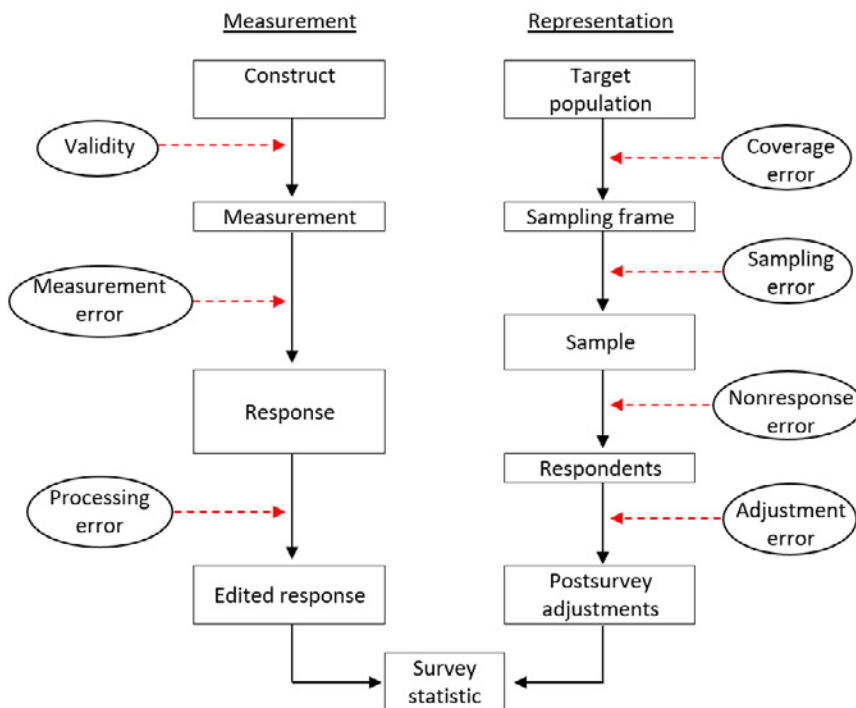 Measurement
Representation
Construct
Target
population
Validity
Coverage
error
Measurement
Sampling frame
Measurement
error
Sampling
error
Sample
Response
Nonresponse
error
Respondents
Processing
error
Adjustment
error
Edited response
Postsurvey
adjustments
Survey
statistic